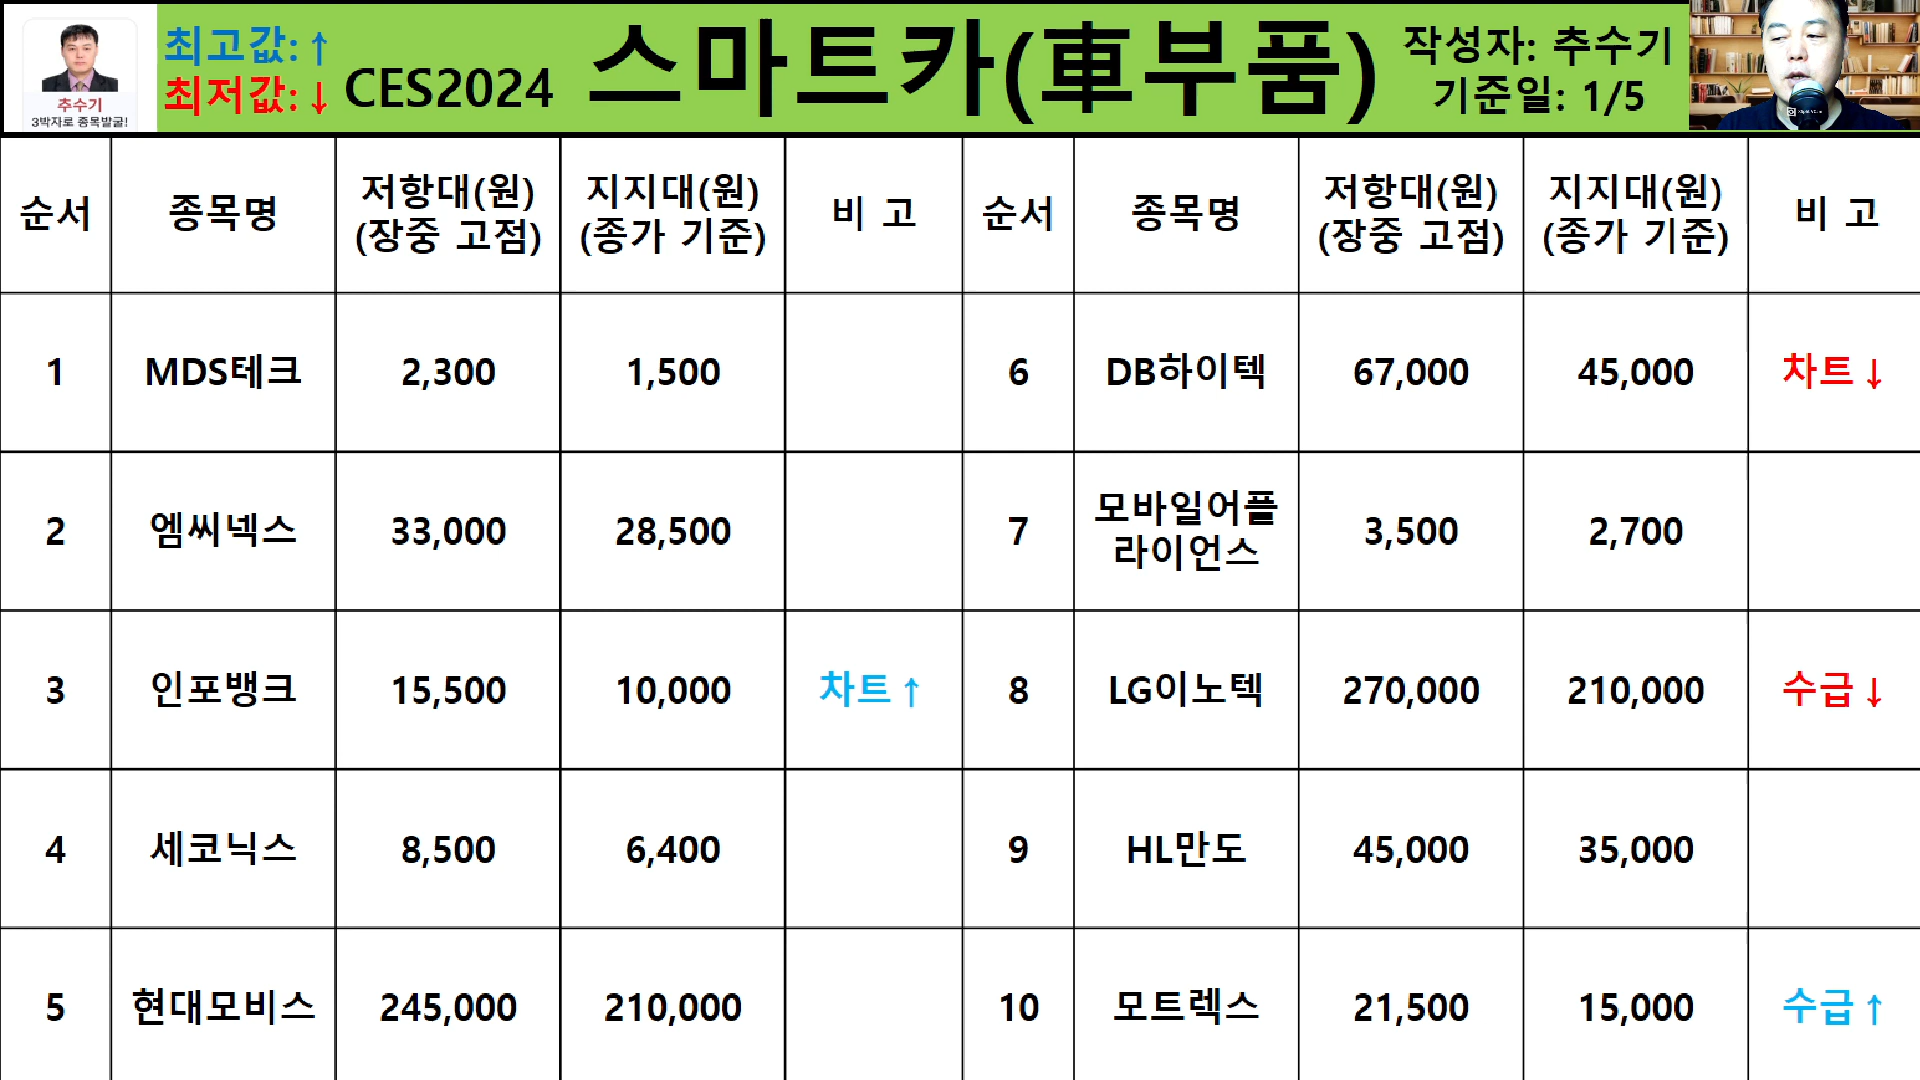 추수기
3박자로 종목발굴!
최고값:↑
최저값:↓
CES2024
스마트카(車부품)
작성자: 추수기
기준일: 1/5
순서 종목명 저항대(원) (장중 고점) 지지대(원) (종가 기준) 비 고 순서 종목명 저항대(원) (장중 고점) 지지대(원) (종가 기준) 비 고
1 MDS테크 2,300 1,500 6 DB하이텍 67,000 45,000 차트↓
2 엠씨넥스 33,000 28,500 7 모바일어플라이언스 3,500 2,700
3 인포뱅크 15,500 10,000 차트↑ 8 LG이노텍 270,000 210,000 수급↓
4 세코닉스 8,500 6,400 9 HL만도 45,000 35,000
5 현대모비스 245,000 210,000 10 모트렉스 21,500 15,000 수급↑